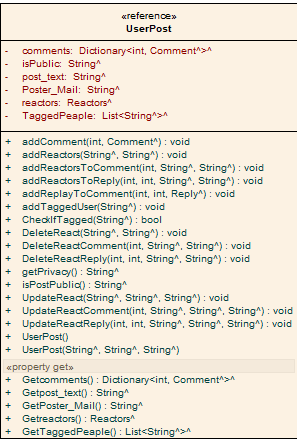 «reference»
UserPost
- comments: Dictionary<int, Comment^>^
- isPublic: String^
- post_text: String^
- Poster_Mail: String^
- reactors: Reactors^
- TaggedPeaple: List<String^>^
+ addComment(int, Comment^) : void
+ addReactors(String^, String^) : void
+ addReactorsToComment(int, String^, String^) : void
+ addReactorsToReply(int, int, String^, String^) : void
+ addReplayToComment(int, int, Reply^) : void
+ addTaggedUser(String^) : void
+ CheckIfTagged(String^) : bool
+ DeleteReact(String^, String^) : void
+ DeleteReactComment(int, String^, String^) : void
+ DeleteReactReply(int, int, String^, String^) : void
+ getPrivacy() : String^
+ isPostPublic() : String^
+ UpdateReact(String^, String^, String^) : void
+ UpdateReactComment(int, String^, String^, String^) : void
+ UpdateReactReply(int, int, String^, String^, String^) : void
+ UserPost()
+ UserPost(String^, String^, String^)
«property get»
+ Getcomments() : Dictionary<int, Comment^>^
+ Getpost_text() : String^
+ GetPoster_Mail() : String^
+ Getreactors() : Reactors^
+ GetTaggedPeaple() : List<String^>^